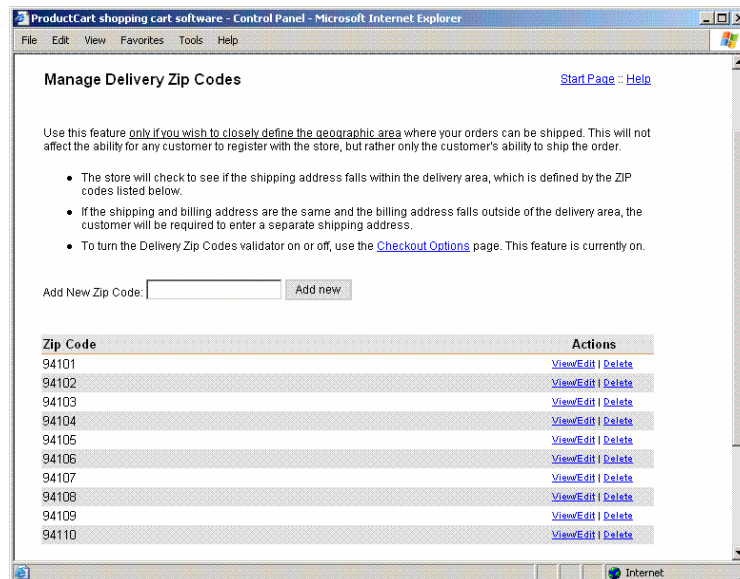 ProductCart shopping cart software - Control Panel - Microsoft Internet Explorer
File Edit View Favorites Tools Help
Manage Delivery Zip Codes Start Page :: Help
Use this feature only if you wish to closely define the geographic area where your orders can be shipped. This will not
affect the ability for any customer to register with the store, but rather only the customer's ability to ship the order.
• The store will check to see if the shipping address falls within the delivery area, which is defined by the ZIP
codes listed below.
• If the shipping and billing address are the same and the billing address falls outside of the delivery area, the
customer will be required to enter a separate shipping address.
• To turn the Delivery Zip Codes validator on or off, use the Checkout Options page. This feature is currently on.
Add New Zip Code: Add new
Zip Code Actions
94101 View/Edit | Delete
94102 View/Edit | Delete
94103 View/Edit | Delete
94104 View/Edit | Delete
94105 View/Edit | Delete
94106 View/Edit | Delete
94107 View/Edit | Delete
94108 View/Edit | Delete
94109 View/Edit | Delete
94110 View/Edit | Delete
Internet